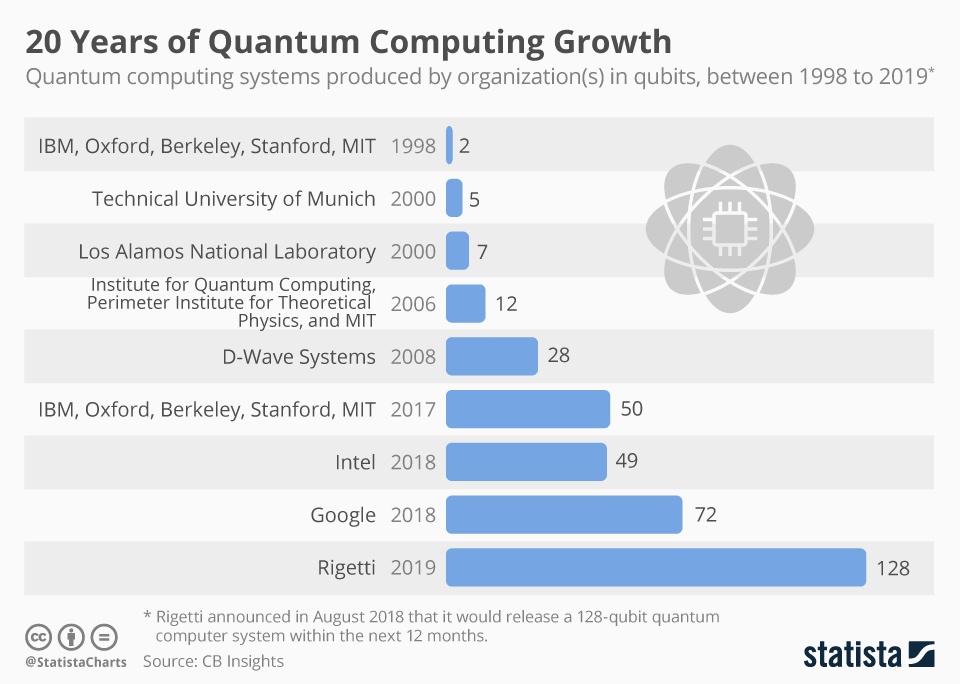 20 Years of Quantum Computing Growth
Quantum computing systems produced by organization(s) in qubits, between 1998 to 2019*
IBM, Oxford, Berkeley, Stanford, MIT 1998 2
Technical University of Munich 2000 5
Los Alamos National Laboratory 2000 7
Institute for Quantum Computing,
Perimeter Institute for Theoretical
Physics, and MIT 2006 12
D-Wave Systems 2008 28
IBM, Oxford, Berkeley, Stanford, MIT 2017 50
Intel 2018 49
Google 2018 72
Rigetti 2019 128
* Rigetti announced in August 2018 that it would release a 128-qubit quantum
computer system within the next 12 months.
cc
@StatistaCharts Source: CB Insights
statista